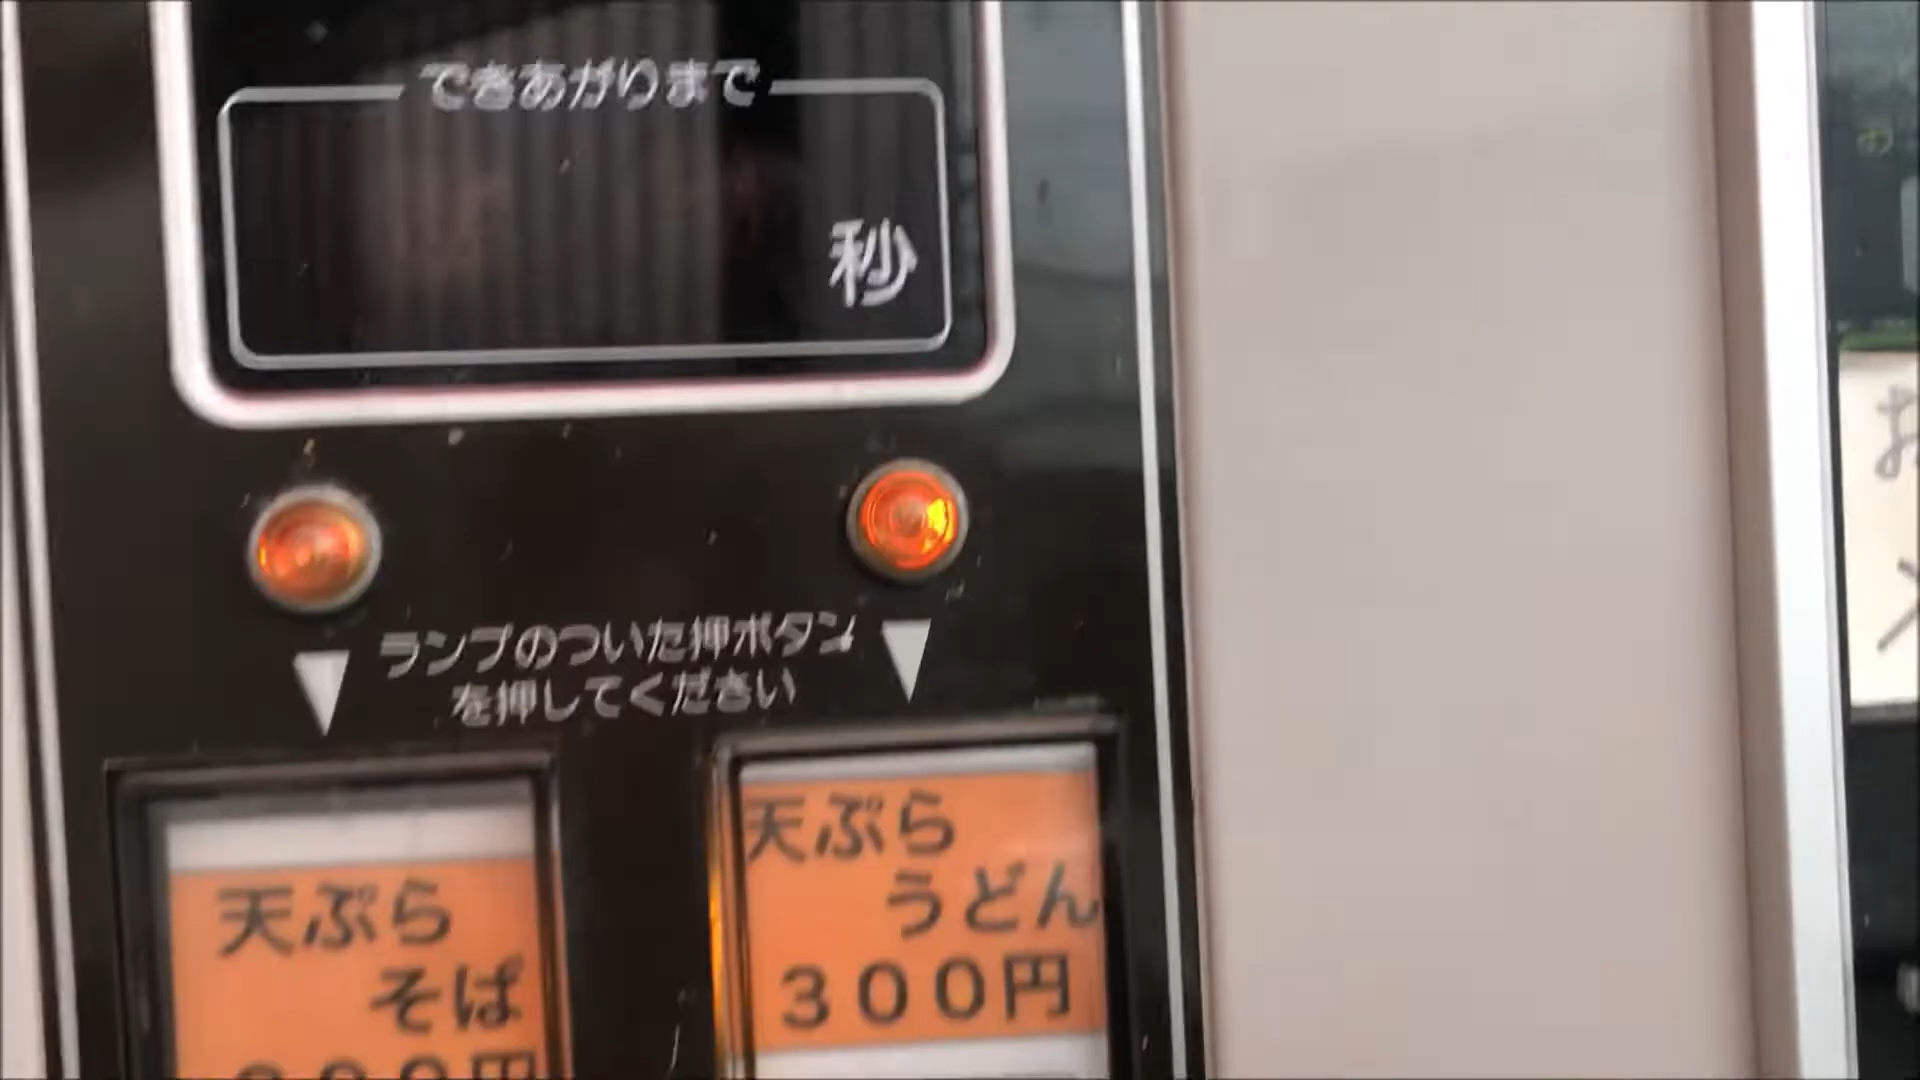 できあがりまで
秒
ランプのついた押ボタン
を押してください
天ぷら
そば
天ぷら
うどん
300円
お